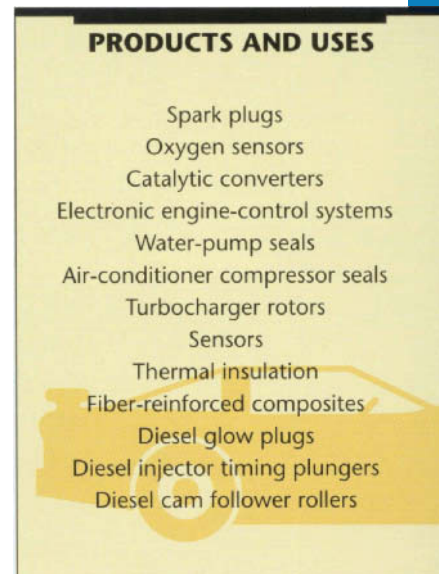 PRODUCTS AND USES
Spark plugs
Oxygen sensors
Catalytic converters
Electronic engine-control systems
Water-pump seals
Air-conditioner compressor seals
Turbocharger rotors
Sensors
Thermal insulation
Fiber-reinforced composites
Diesel glow plugs
Diesel injector timing plungers
Diesel cam follower rollers